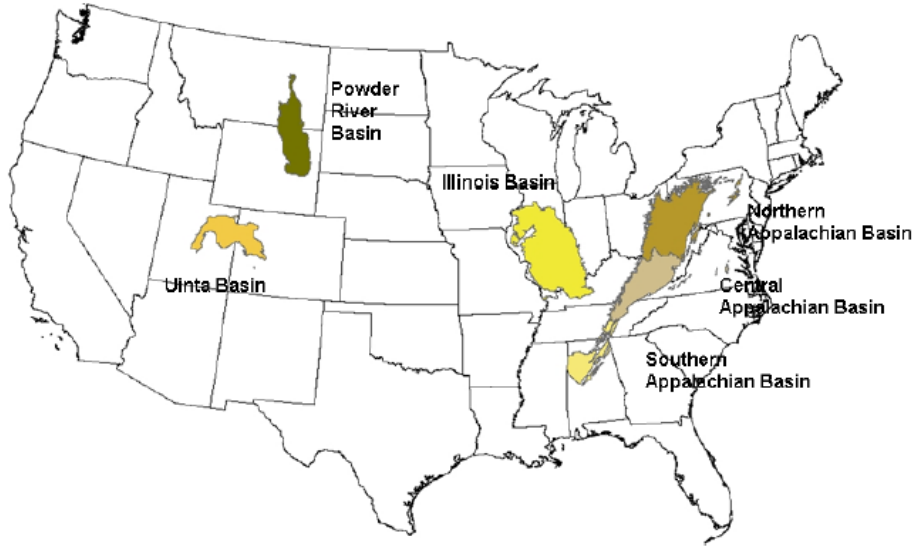 Powder
River
Basin
Illinois Basin
Northern
Appalachian Basin
Uinta Basin
Central
Appalachian Basin
Southern
Appalachian Basin